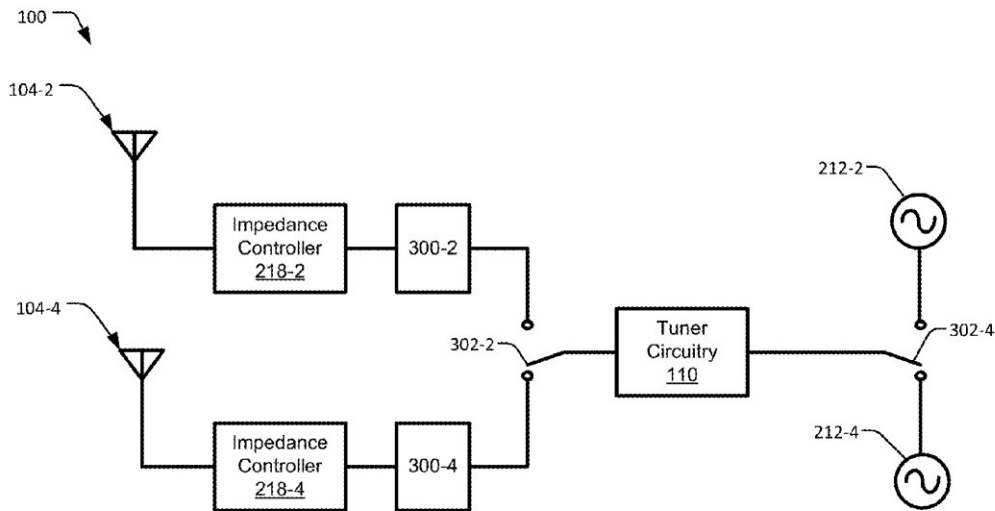 100
104-2
212-2
Impedance
Controller
218-2
300-2
104-4
302-2
Tuner
Circuitry
110
302-4
212-4
Impedance
Controller
218-4
300-4